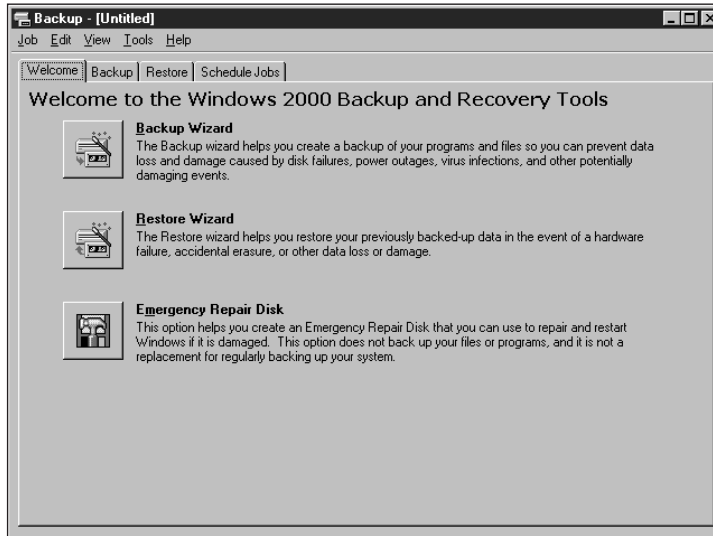 Backup - [Untitled]
Job Edit View Tools Help
Welcome Backup Restore Schedule Jobs
Welcome to the Windows 2000 Backup and Recovery Tools
Backup Wizard
The Backup wizard helps you create a backup of your programs and files so you can prevent data
loss and damage caused by disk failures, power outages, virus infections, and other potentially
damaging events.
Restore Wizard
The Restore wizard helps you restore your previously backed-up data in the event of a hardware
failure, accidental erasure, or other data loss or damage.
Emergency Repair Disk
This option helps you create an Emergency Repair Disk that you can use to repair and restart
Windows if it is damaged. This option does not back up your files or programs, and it is not a
replacement for regularly backing up your system.